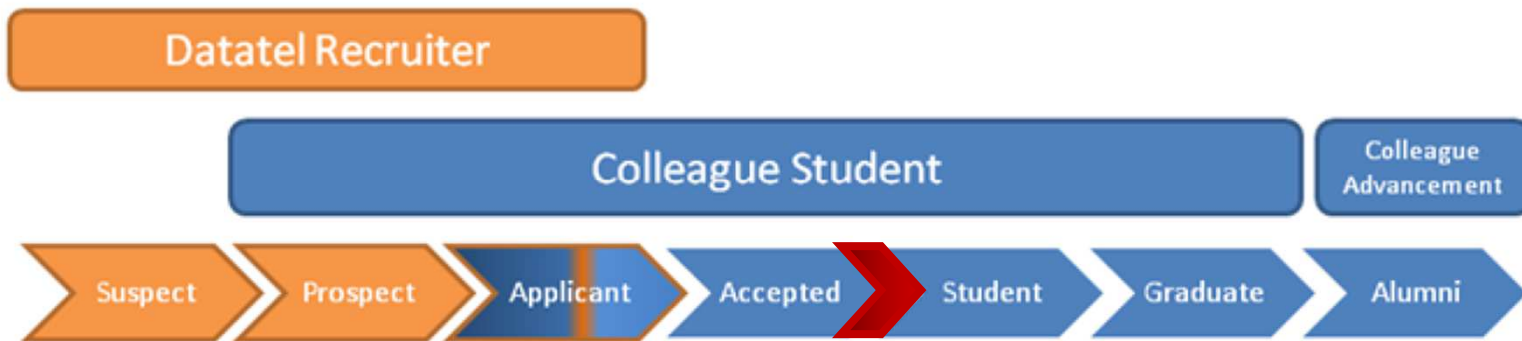 Datatel Recruiter
Colleague Student
Colleague
Advancement
Suspect
Prospect
Applicant
Accepted
Student
Graduate
Alumni